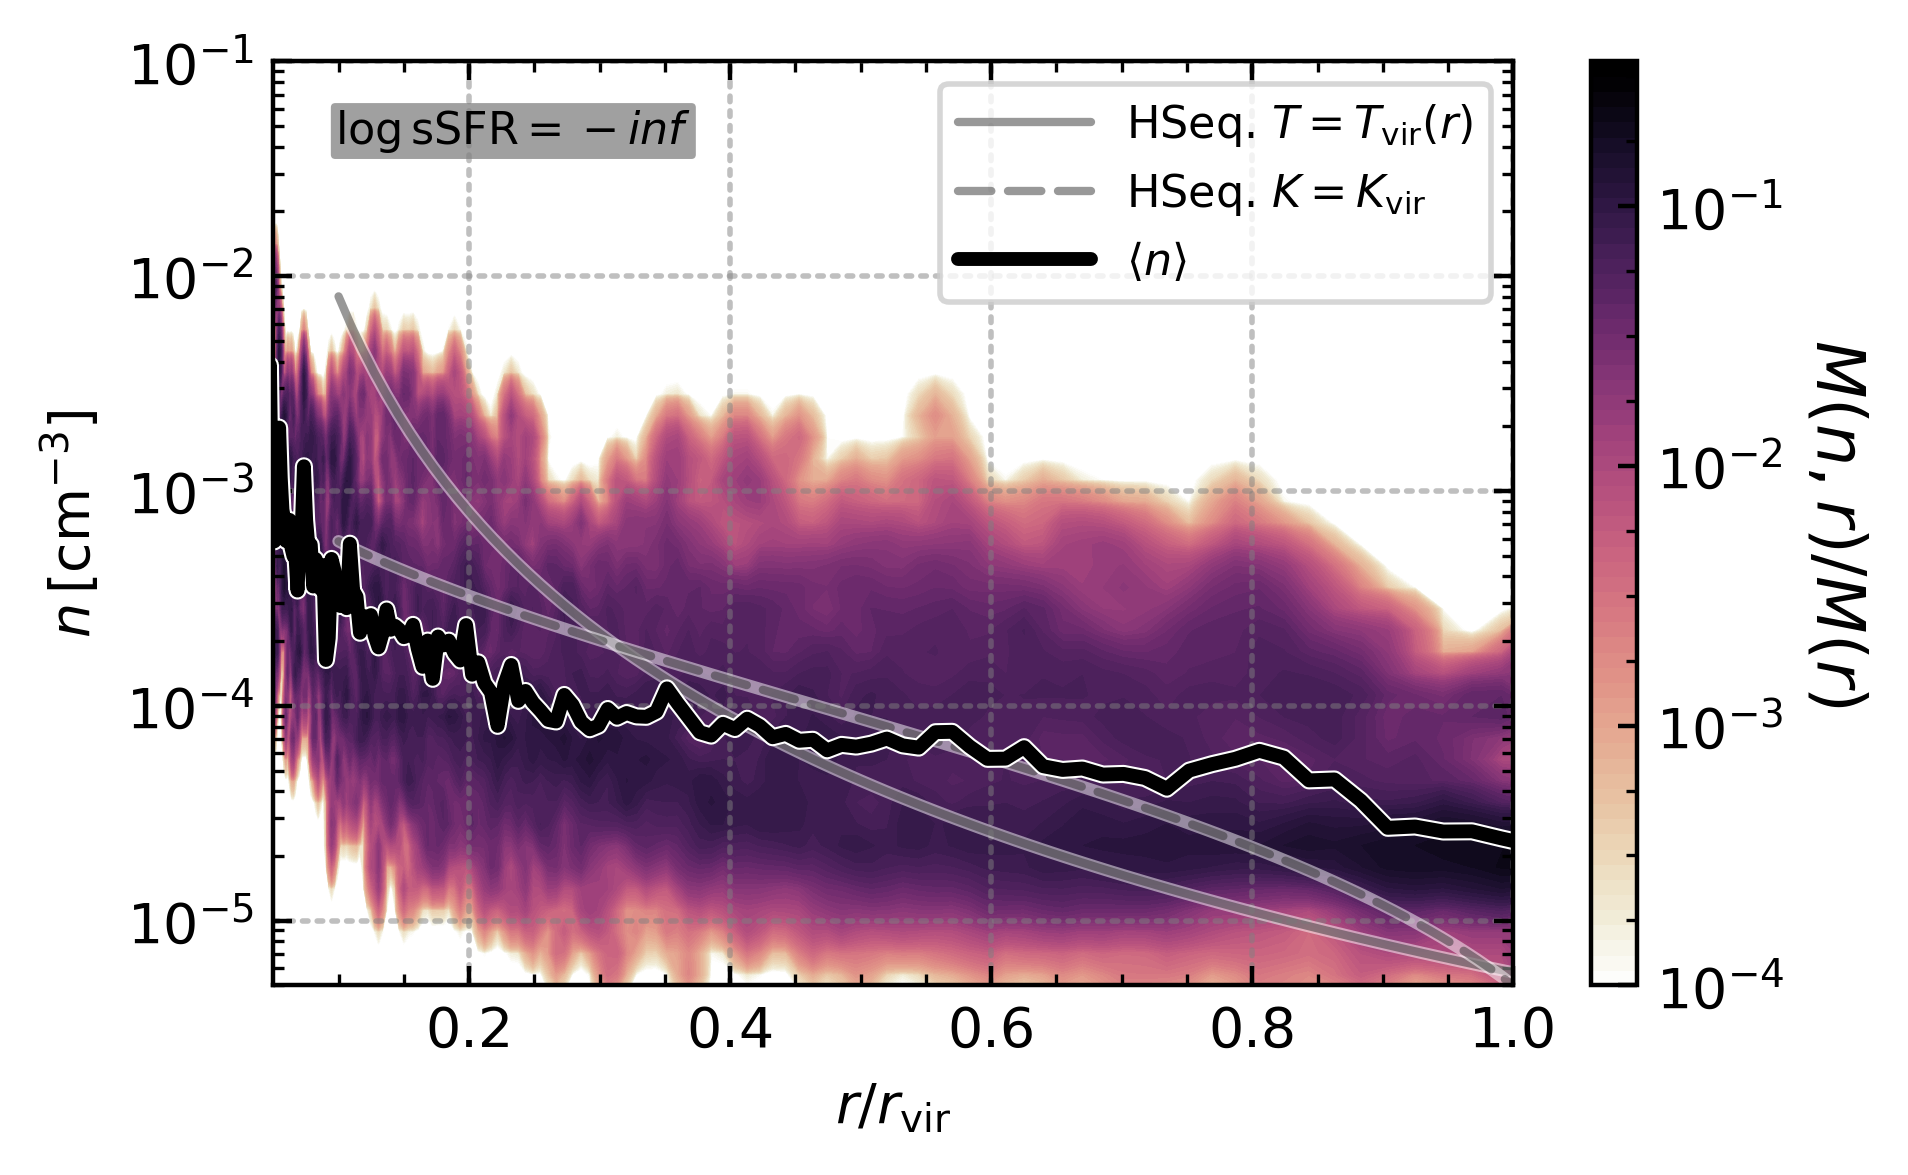 10⁻¹
10⁻²
10⁻³
10⁻⁴
10⁻⁵
n [cm⁻³]
log sSFR = −inf
HSeq. T = T_vir(r)
HSeq. K = K_vir
⟨n⟩
0.2 0.4 0.6 0.8 1.0
r/r_vir
10⁻¹
10⁻²
10⁻³
10⁻⁴
M(n, r)/M(r)